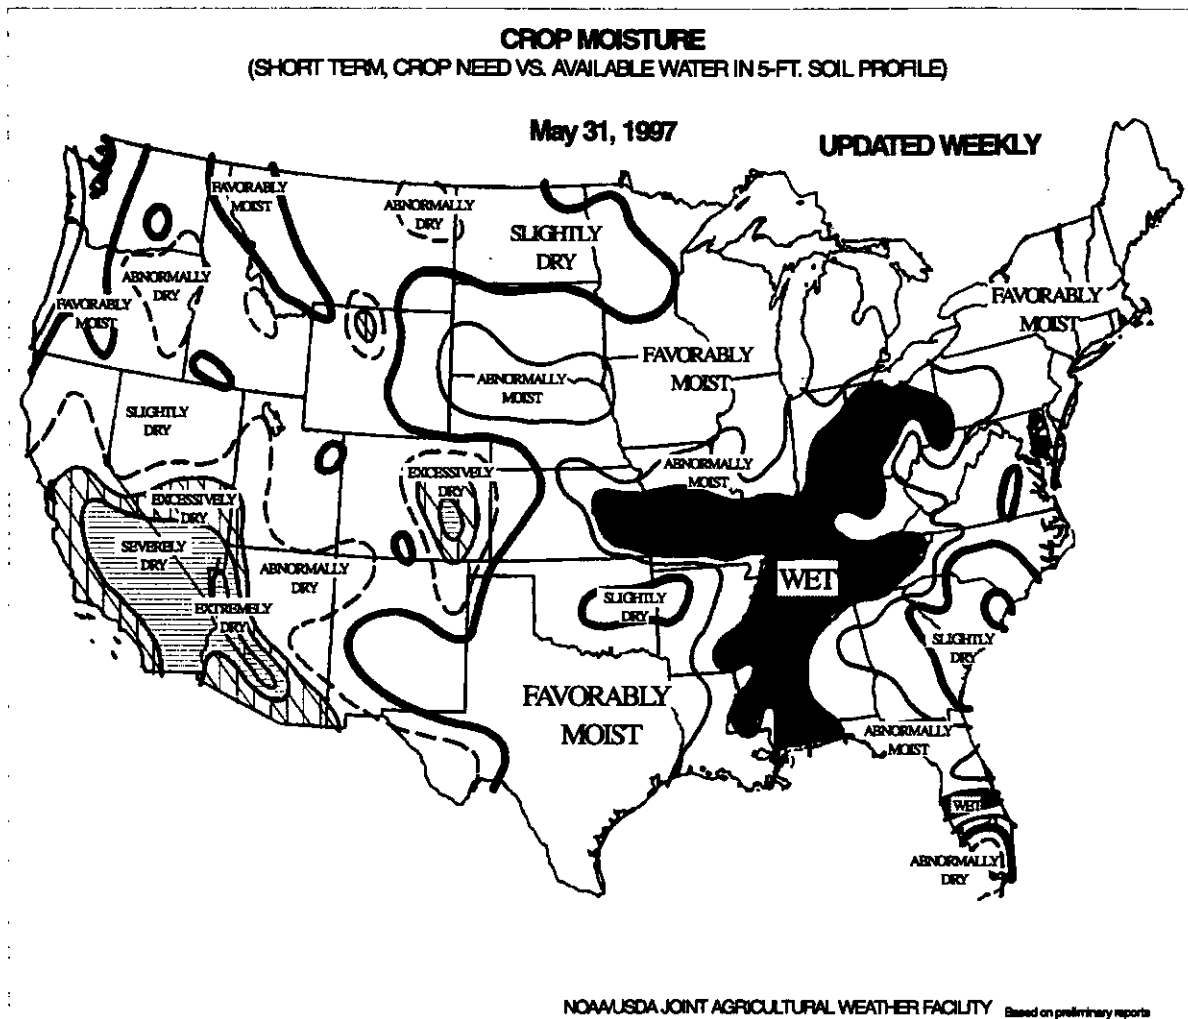 CROP MOISTURE
(SHORT TERM, CROP NEED VS. AVAILABLE WATER IN 5-FT. SOIL PROFILE)
May 31, 1997
UPDATED WEEKLY
FAVORABLY
MOIST
ABNORMALLY
DRY
SLIGHTLY
DRY
ABNORMALLY
DRY
FAVORABLY
MOIST
FAVORABLY
MOIST
FAVORABLY
MOIST
ABNORMALLY
MOIST
SLIGHTLY
DRY
ABNORMALLY
MOIST
EXCESSIVELY
DRY
EXCESSIVELY
DRY
SEVERELY
DRY
ABNORMALLY
DRY
WET
EXTREMELY
DRY
SLIGHTLY
DRY
SLIGHTLY
DRY
FAVORABLY
MOIST
ABNORMALLY
MOIST
WET
ABNORMALLY
DRY
NOAA/USDA JOINT AGRICULTURAL WEATHER FACILITY Based on preliminary reports